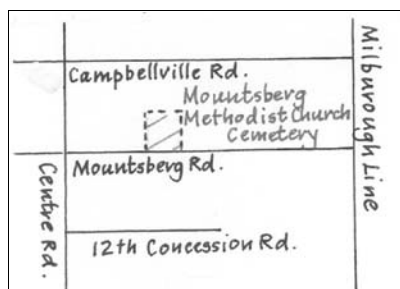 Campbellville Rd.
Mountsberg
Methodist Church
Cemetery
Milburough Line
Mountsberg Rd.
Centre Rd.
12th Concession Rd.